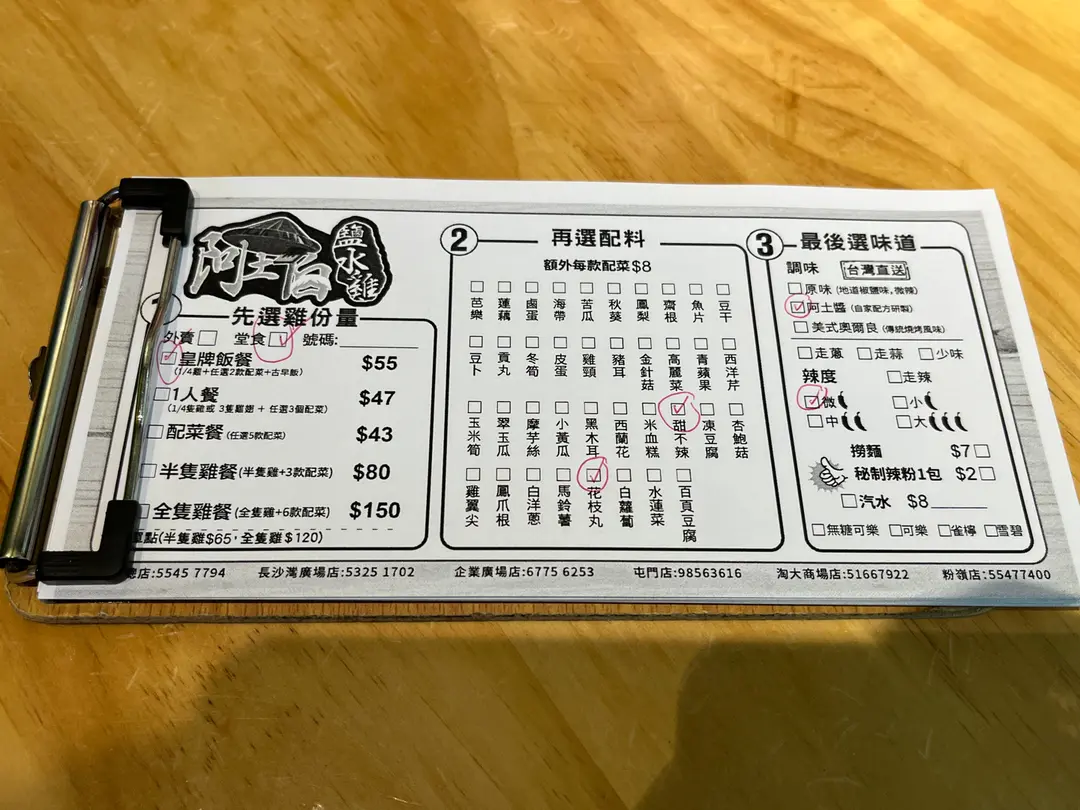 阿土伯
鹽水雞
先選雞份量
外賣□ 堂食☑ 號碼:
☑皇牌飯餐 $55
(1/4雞+任選2款配菜+古早飯)
□1人餐 $47
(1/4隻雞或 3隻雞翅 + 任選3個配菜)
□配菜餐(任選5款配菜) $43
□半隻雞餐(半隻雞+3款配菜) $80
□全隻雞餐(全隻雞+6款配菜) $150
單點(半隻雞$65,全隻雞$120)
② 再選配料
額外每款配菜$8
□芭樂 □蓮藕 □鹵蛋 □海帶 □苦瓜 □秋葵 □鳳梨 □齋根 □魚片 □豆干
□豆卜 □貢丸 □冬筍 □皮蛋 □雞腎 □豬耳 □金針菇 □高麗菜 □青蘋果 □西洋芹
□玉米筍 □翠玉瓜 □摩芋絲 □小黃瓜 □黑木耳 □西蘭花 □米血糕 ☑甜不辣 □凍豆腐 □杏鮑菇
□雞翼尖 □鳳爪根 □白洋蔥 □馬鈴薯 ☑花枝丸 □白蘿蔔 □水蓮菜 □百頁豆腐
③ 最後選味道
調味 台灣直送
□原味(地道椒鹽味,微辣)
☑阿土醬(自家配方研製)
□美式奧爾良(傳統燒烤風味)
□走蔥 □走蒜 □少味
辣度 □走辣
☑微 □小
□中 □大
撈麵 $7□
秘制辣粉1包 $2□
□汽水 $8
□無糖可樂 □可樂 □雀檸 □雪碧
店:5545 7794 長沙灣廣場店:5325 1702 企業廣場店:6775 6253 屯門店:98563616 淘大商場店:51667922 粉嶺店:55477400